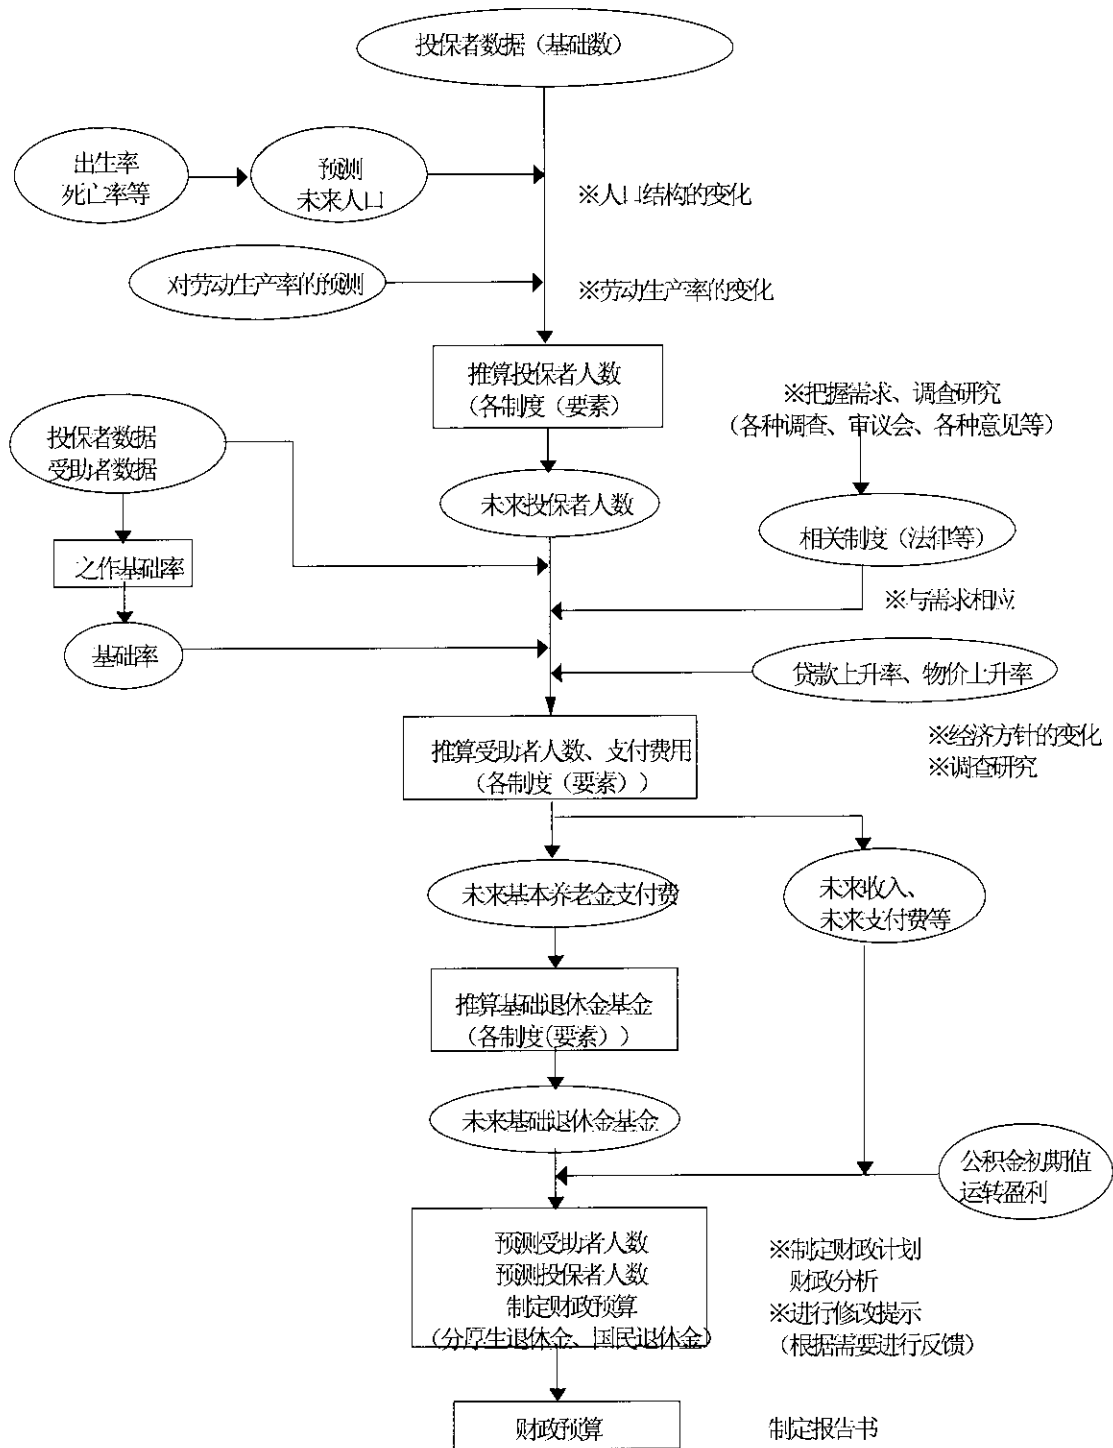 投保者数据（基础数）
出生率
死亡率等
预测
未来人口
※人口结构的变化
对劳动生产率的预测
※劳动生产率的变化
推算投保者人数
（各制度（要素）
※把握需求、调查研究
（各种调查、审议会、各种意见等）
投保者数据
受助者数据
未来投保者人数
相关制度（法律等）
之作基础率
※与需求相应
基础率
贷款上升率、物价上升率
推算受助者人数、支付费用
（各制度（要素））
※经济方针的变化
※调查研究
未来基本养老金支付费
未来收入、
未来支付费等
推算基础退休金基金
（各制度(要素））
未来基础退休金基金
公积金初期值
运转盈利
预测受助者人数
预测投保者人数
制定财政预算
（分厚生退休金、国民退休金）
※制定财政计划
财政分析
※进行修改提示
（根据需要进行反馈）
财政预算
制定报告书